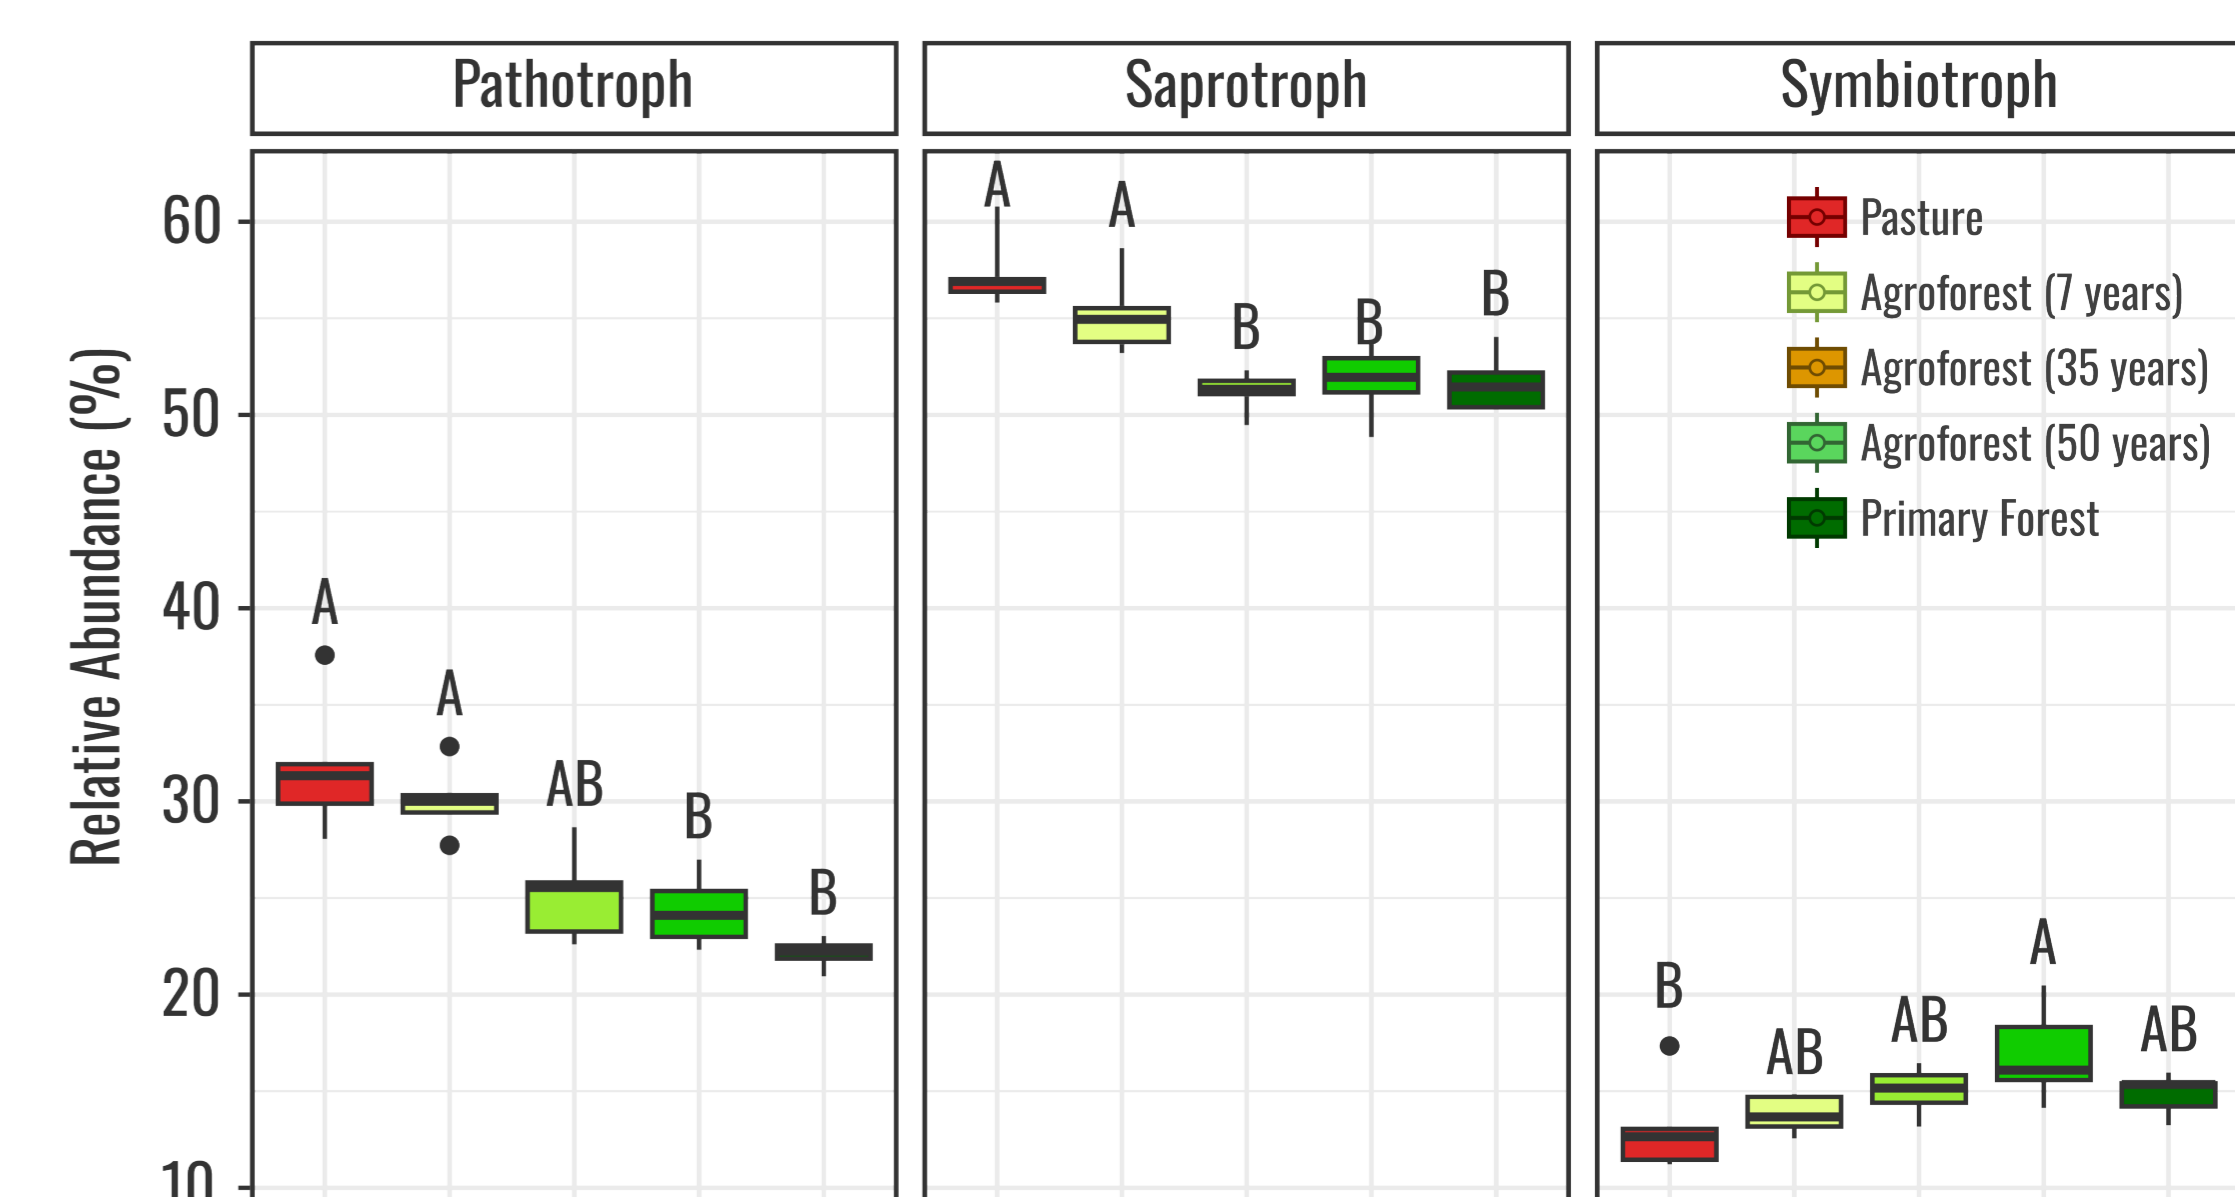 Pathotroph
Saprotroph
Symbiotroph
Relative Abundance (%)
60
50
40
30
20
10
A
A
AB
B
B
A
A
B
B
B
Pasture
Agroforest (7 years)
Agroforest (35 years)
Agroforest (50 years)
Primary Forest
B
AB
AB
A
AB